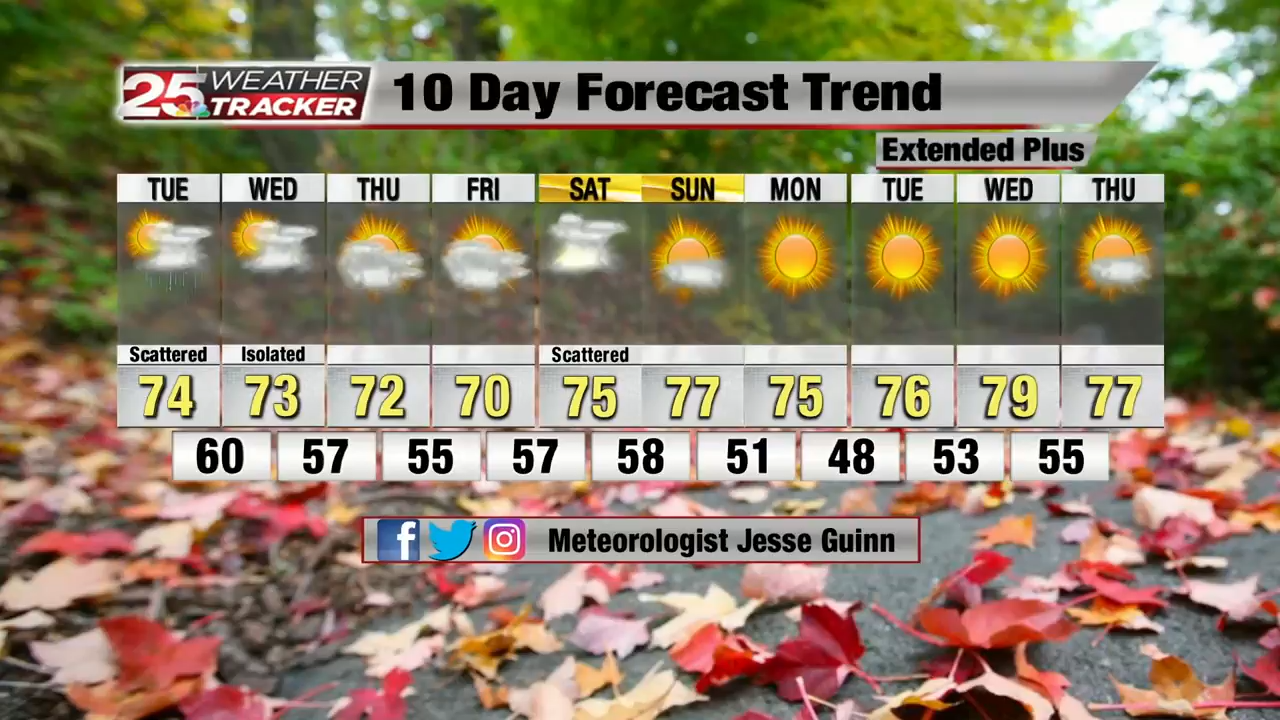 25 WEATHER TRACKER
10 Day Forecast Trend
Extended Plus
TUE WED THU FRI SAT SUN MON TUE WED THU
Scattered Isolated Scattered
74 73 72 70 75 77 75 76 79 77
60 57 55 57 58 51 48 53 55
f Meteorologist Jesse Guinn